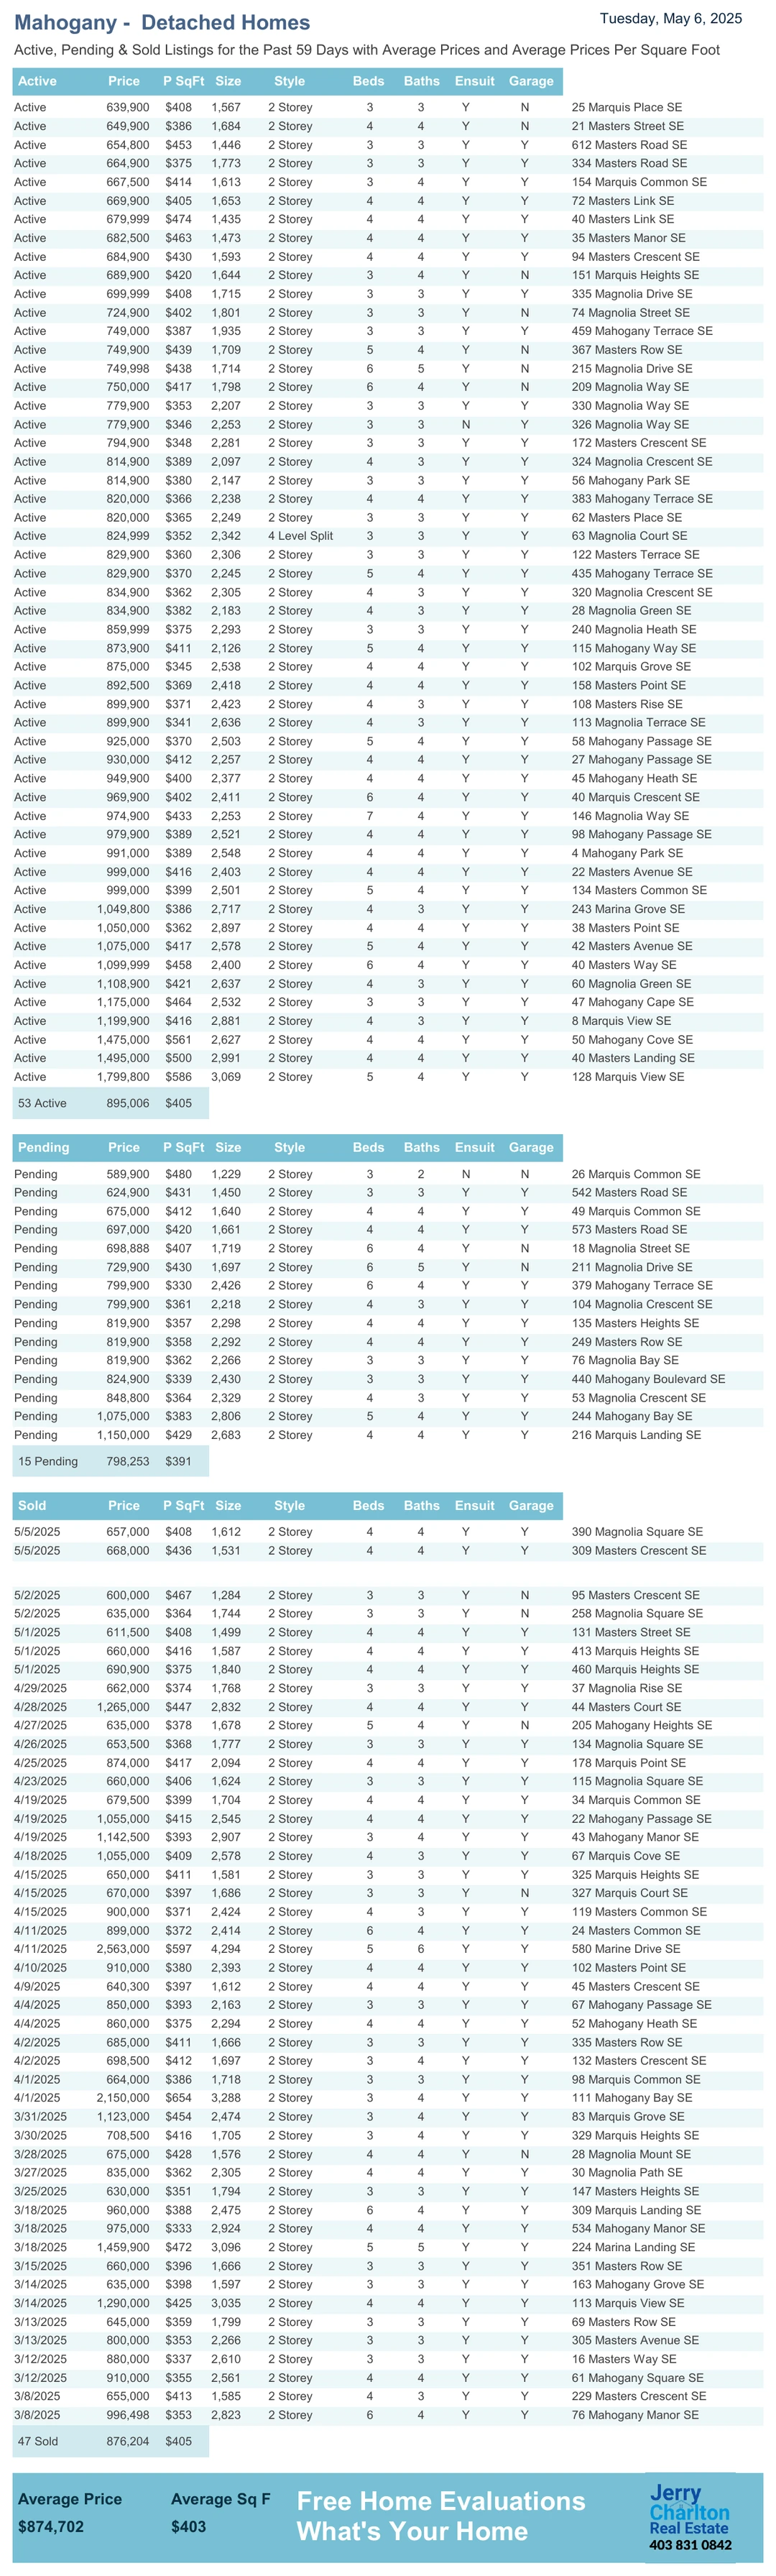 Mahogany - Detached Homes
Tuesday, May 6, 2025
Active, Pending & Sold Listings for the Past 59 Days with Average Prices and Average Prices Per Square Foot
Active Price P SqFt Size Style Beds Baths Ensuit Garage
Active 639,900 $408 1,567 2 Storey 3 3 Y N 25 Marquis Place SE
Active 649,900 $386 1,684 2 Storey 4 4 Y N 21 Masters Street SE
Active 654,800 $453 1,446 2 Storey 3 3 Y Y 612 Masters Road SE
Active 664,900 $375 1,773 2 Storey 3 3 Y Y 334 Masters Road SE
Active 667,500 $414 1,613 2 Storey 3 4 Y Y 154 Marquis Common SE
Active 669,900 $405 1,653 2 Storey 4 4 Y Y 72 Masters Link SE
Active 679,999 $474 1,435 2 Storey 4 4 Y Y 40 Masters Link SE
Active 682,500 $463 1,473 2 Storey 4 4 Y Y 35 Masters Manor SE
Active 684,900 $430 1,593 2 Storey 4 4 Y Y 94 Masters Crescent SE
Active 689,900 $420 1,644 2 Storey 3 4 Y N 151 Marquis Heights SE
Active 699,999 $408 1,715 2 Storey 3 3 Y Y 335 Magnolia Drive SE
Active 724,900 $402 1,801 2 Storey 3 3 Y N 74 Magnolia Street SE
Active 749,000 $387 1,935 2 Storey 3 3 Y Y 459 Mahogany Terrace SE
Active 749,900 $439 1,709 2 Storey 5 4 Y N 367 Masters Row SE
Active 749,998 $438 1,714 2 Storey 6 5 Y N 215 Magnolia Drive SE
Active 750,000 $417 1,798 2 Storey 6 4 Y N 209 Magnolia Way SE
Active 779,900 $353 2,207 2 Storey 3 3 Y Y 330 Magnolia Way SE
Active 779,900 $346 2,253 2 Storey 3 3 N Y 326 Magnolia Way SE
Active 794,900 $348 2,281 2 Storey 3 3 Y Y 172 Masters Crescent SE
Active 814,900 $389 2,097 2 Storey 4 3 Y Y 324 Magnolia Crescent SE
Active 814,900 $380 2,147 2 Storey 3 3 Y Y 56 Mahogany Park SE
Active 820,000 $366 2,238 2 Storey 4 4 Y Y 383 Mahogany Terrace SE
Active 820,000 $365 2,249 2 Storey 3 3 Y Y 62 Masters Place SE
Active 824,999 $352 2,342 4 Level Split 3 3 Y Y 63 Magnolia Court SE
Active 829,900 $360 2,306 2 Storey 3 3 Y Y 122 Masters Terrace SE
Active 829,900 $370 2,245 2 Storey 5 4 Y Y 435 Mahogany Terrace SE
Active 834,900 $362 2,305 2 Storey 4 3 Y Y 320 Magnolia Crescent SE
Active 834,900 $382 2,183 2 Storey 4 3 Y Y 28 Magnolia Green SE
Active 859,999 $375 2,293 2 Storey 3 3 Y Y 240 Magnolia Heath SE
Active 873,900 $411 2,126 2 Storey 5 4 Y Y 115 Mahogany Way SE
Active 875,000 $345 2,538 2 Storey 4 4 Y Y 102 Marquis Grove SE
Active 892,500 $369 2,418 2 Storey 4 4 Y Y 158 Masters Point SE
Active 899,900 $371 2,423 2 Storey 4 3 Y Y 108 Masters Rise SE
Active 899,900 $341 2,636 2 Storey 4 3 Y Y 113 Magnolia Terrace SE
Active 925,000 $370 2,503 2 Storey 5 4 Y Y 58 Mahogany Passage SE
Active 930,000 $412 2,257 2 Storey 4 4 Y Y 27 Mahogany Passage SE
Active 949,900 $400 2,377 2 Storey 4 4 Y Y 45 Mahogany Heath SE
Active 969,900 $402 2,411 2 Storey 6 4 Y Y 40 Marquis Crescent SE
Active 974,900 $433 2,253 2 Storey 7 4 Y Y 146 Magnolia Way SE
Active 979,900 $389 2,521 2 Storey 4 4 Y Y 98 Mahogany Passage SE
Active 991,000 $389 2,548 2 Storey 4 4 Y Y 4 Mahogany Park SE
Active 999,000 $416 2,403 2 Storey 4 4 Y Y 22 Masters Avenue SE
Active 999,000 $399 2,501 2 Storey 5 4 Y Y 134 Masters Common SE
Active 1,049,800 $386 2,717 2 Storey 4 3 Y Y 243 Marina Grove SE
Active 1,050,000 $362 2,897 2 Storey 4 4 Y Y 38 Masters Point SE
Active 1,075,000 $417 2,578 2 Storey 5 4 Y Y 42 Masters Avenue SE
Active 1,099,999 $458 2,400 2 Storey 6 4 Y Y 40 Masters Way SE
Active 1,108,900 $421 2,637 2 Storey 4 3 Y Y 60 Magnolia Green SE
Active 1,175,000 $464 2,532 2 Storey 3 3 Y Y 47 Mahogany Cape SE
Active 1,199,900 $416 2,881 2 Storey 4 3 Y Y 8 Marquis View SE
Active 1,475,000 $561 2,627 2 Storey 4 4 Y Y 50 Mahogany Cove SE
Active 1,495,000 $500 2,991 2 Storey 4 4 Y Y 40 Masters Landing SE
Active 1,799,800 $586 3,069 2 Storey 5 4 Y Y 128 Marquis View SE
53 Active 895,006 $405
Pending Price P SqFt Size Style Beds Baths Ensuit Garage
Pending 589,900 $480 1,229 2 Storey 3 2 N N 26 Marquis Common SE
Pending 624,900 $431 1,450 2 Storey 3 3 Y Y 542 Masters Road SE
Pending 675,000 $412 1,640 2 Storey 4 4 Y Y 49 Marquis Common SE
Pending 697,000 $420 1,661 2 Storey 4 4 Y Y 573 Masters Road SE
Pending 698,888 $407 1,719 2 Storey 6 4 Y N 18 Magnolia Street SE
Pending 729,900 $430 1,697 2 Storey 6 5 Y N 211 Magnolia Drive SE
Pending 799,900 $330 2,426 2 Storey 6 4 Y Y 379 Mahogany Terrace SE
Pending 799,900 $361 2,218 2 Storey 4 3 Y Y 104 Magnolia Crescent SE
Pending 819,900 $357 2,298 2 Storey 4 4 Y Y 135 Masters Heights SE
Pending 819,900 $358 2,292 2 Storey 4 4 Y Y 249 Masters Row SE
Pending 819,900 $362 2,266 2 Storey 3 3 Y Y 76 Magnolia Bay SE
Pending 824,900 $339 2,430 2 Storey 3 3 Y Y 440 Mahogany Boulevard SE
Pending 848,800 $364 2,329 2 Storey 4 3 Y Y 53 Magnolia Crescent SE
Pending 1,075,000 $383 2,806 2 Storey 5 4 Y Y 244 Mahogany Bay SE
Pending 1,150,000 $429 2,683 2 Storey 4 4 Y Y 216 Marquis Landing SE
15 Pending 798,253 $391
Sold Price P SqFt Size Style Beds Baths Ensuit Garage
5/5/2025 657,000 $408 1,612 2 Storey 4 4 Y Y 390 Magnolia Square SE
5/5/2025 668,000 $436 1,531 2 Storey 4 4 Y Y 309 Masters Crescent SE
5/2/2025 600,000 $467 1,284 2 Storey 3 3 Y N 95 Masters Crescent SE
5/2/2025 635,000 $364 1,744 2 Storey 3 3 Y N 258 Magnolia Square SE
5/1/2025 611,500 $408 1,499 2 Storey 4 4 Y Y 131 Masters Street SE
5/1/2025 660,000 $416 1,587 2 Storey 4 4 Y Y 413 Marquis Heights SE
5/1/2025 690,900 $375 1,840 2 Storey 4 4 Y Y 460 Marquis Heights SE
4/29/2025 662,000 $374 1,768 2 Storey 3 3 Y Y 37 Magnolia Rise SE
4/28/2025 1,265,000 $447 2,832 2 Storey 4 4 Y Y 44 Masters Court SE
4/27/2025 635,000 $378 1,678 2 Storey 5 4 Y N 205 Mahogany Heights SE
4/26/2025 653,500 $368 1,777 2 Storey 3 3 Y Y 134 Magnolia Square SE
4/25/2025 874,000 $417 2,094 2 Storey 4 4 Y Y 178 Marquis Point SE
4/23/2025 660,000 $406 1,624 2 Storey 3 3 Y Y 115 Magnolia Square SE
4/19/2025 679,500 $399 1,704 2 Storey 4 4 Y Y 34 Marquis Common SE
4/19/2025 1,055,000 $415 2,545 2 Storey 4 4 Y Y 22 Mahogany Passage SE
4/19/2025 1,142,500 $393 2,907 2 Storey 3 4 Y Y 43 Mahogany Manor SE
4/18/2025 1,055,000 $409 2,578 2 Storey 4 3 Y Y 67 Marquis Cove SE
4/15/2025 650,000 $411 1,581 2 Storey 3 3 Y Y 325 Marquis Heights SE
4/15/2025 670,000 $397 1,686 2 Storey 3 3 Y N 327 Marquis Court SE
4/15/2025 900,000 $371 2,424 2 Storey 4 3 Y Y 119 Masters Common SE
4/11/2025 899,000 $372 2,414 2 Storey 6 4 Y Y 24 Masters Common SE
4/11/2025 2,563,000 $597 4,294 2 Storey 5 6 Y Y 580 Marine Drive SE
4/10/2025 910,000 $380 2,393 2 Storey 4 4 Y Y 102 Masters Point SE
4/9/2025 640,300 $397 1,612 2 Storey 4 4 Y Y 45 Masters Crescent SE
4/4/2025 850,000 $393 2,163 2 Storey 3 3 Y Y 67 Mahogany Passage SE
4/4/2025 860,000 $375 2,294 2 Storey 4 4 Y Y 52 Mahogany Heath SE
4/2/2025 685,000 $411 1,666 2 Storey 3 3 Y Y 335 Masters Row SE
4/2/2025 698,500 $412 1,697 2 Storey 3 4 Y Y 132 Masters Crescent SE
4/1/2025 664,000 $386 1,718 2 Storey 3 3 Y Y 98 Marquis Common SE
4/1/2025 2,150,000 $654 3,288 2 Storey 3 4 Y Y 111 Mahogany Bay SE
3/31/2025 1,123,000 $454 2,474 2 Storey 3 4 Y Y 83 Marquis Grove SE
3/30/2025 708,500 $416 1,705 2 Storey 3 4 Y Y 329 Marquis Heights SE
3/28/2025 675,000 $428 1,576 2 Storey 4 4 Y N 28 Magnolia Mount SE
3/27/2025 835,000 $362 2,305 2 Storey 4 4 Y Y 30 Magnolia Path SE
3/25/2025 630,000 $351 1,794 2 Storey 3 3 Y Y 147 Masters Heights SE
3/18/2025 960,000 $388 2,475 2 Storey 6 4 Y Y 309 Marquis Landing SE
3/18/2025 975,000 $333 2,924 2 Storey 4 4 Y Y 534 Mahogany Manor SE
3/18/2025 1,459,900 $472 3,096 2 Storey 5 5 Y Y 224 Marina Landing SE
3/15/2025 660,000 $396 1,666 2 Storey 3 3 Y Y 351 Masters Row SE
3/14/2025 635,000 $398 1,597 2 Storey 3 3 Y Y 163 Mahogany Grove SE
3/14/2025 1,290,000 $425 3,035 2 Storey 4 4 Y Y 113 Marquis View SE
3/13/2025 645,000 $359 1,799 2 Storey 3 3 Y Y 69 Masters Row SE
3/13/2025 800,000 $353 2,266 2 Storey 3 3 Y Y 305 Masters Avenue SE
3/12/2025 880,000 $337 2,610 2 Storey 3 3 Y Y 16 Masters Way SE
3/12/2025 910,000 $355 2,561 2 Storey 4 4 Y Y 61 Mahogany Square SE
3/8/2025 655,000 $413 1,585 2 Storey 4 3 Y Y 229 Masters Crescent SE
3/8/2025 996,498 $353 2,823 2 Storey 6 4 Y Y 76 Mahogany Manor SE
47 Sold 876,204 $405
Average Price Average Sq F
$874,702 $403
Free Home Evaluations
What's Your Home
Jerry
Charlton
Real Estate
403 831 0842